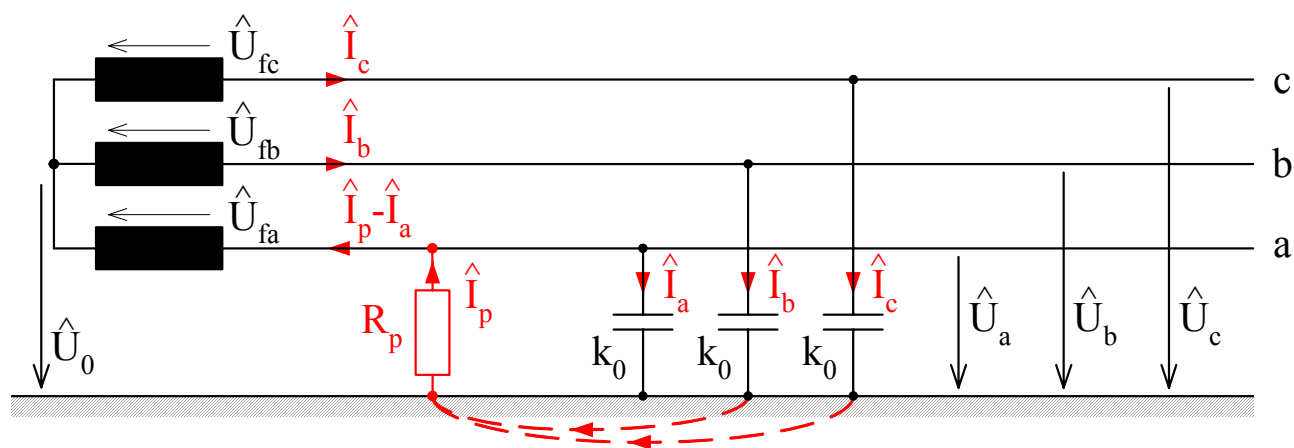 Û_fc
Î_c
c
Û_fb
Î_b
b
Û_fa
Î_p-Î_a
a
Û_0
R_p
Î_p
Î_a
Î_b
Î_c
k_0
k_0
k_0
Û_a
Û_b
Û_c